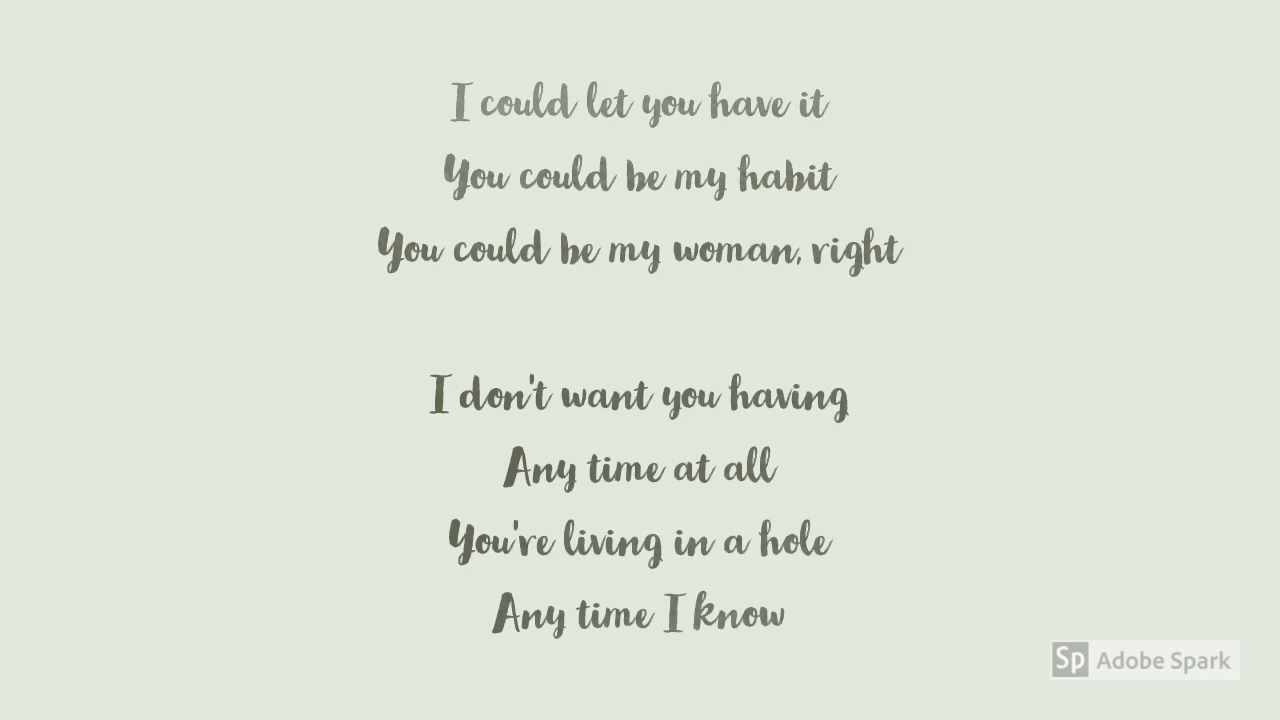 I could let you have it
You could be my habit
You could be my woman, right
I don't want you having
Any time at all
You're living in a hole
Any time I know
Sp Adobe Spark